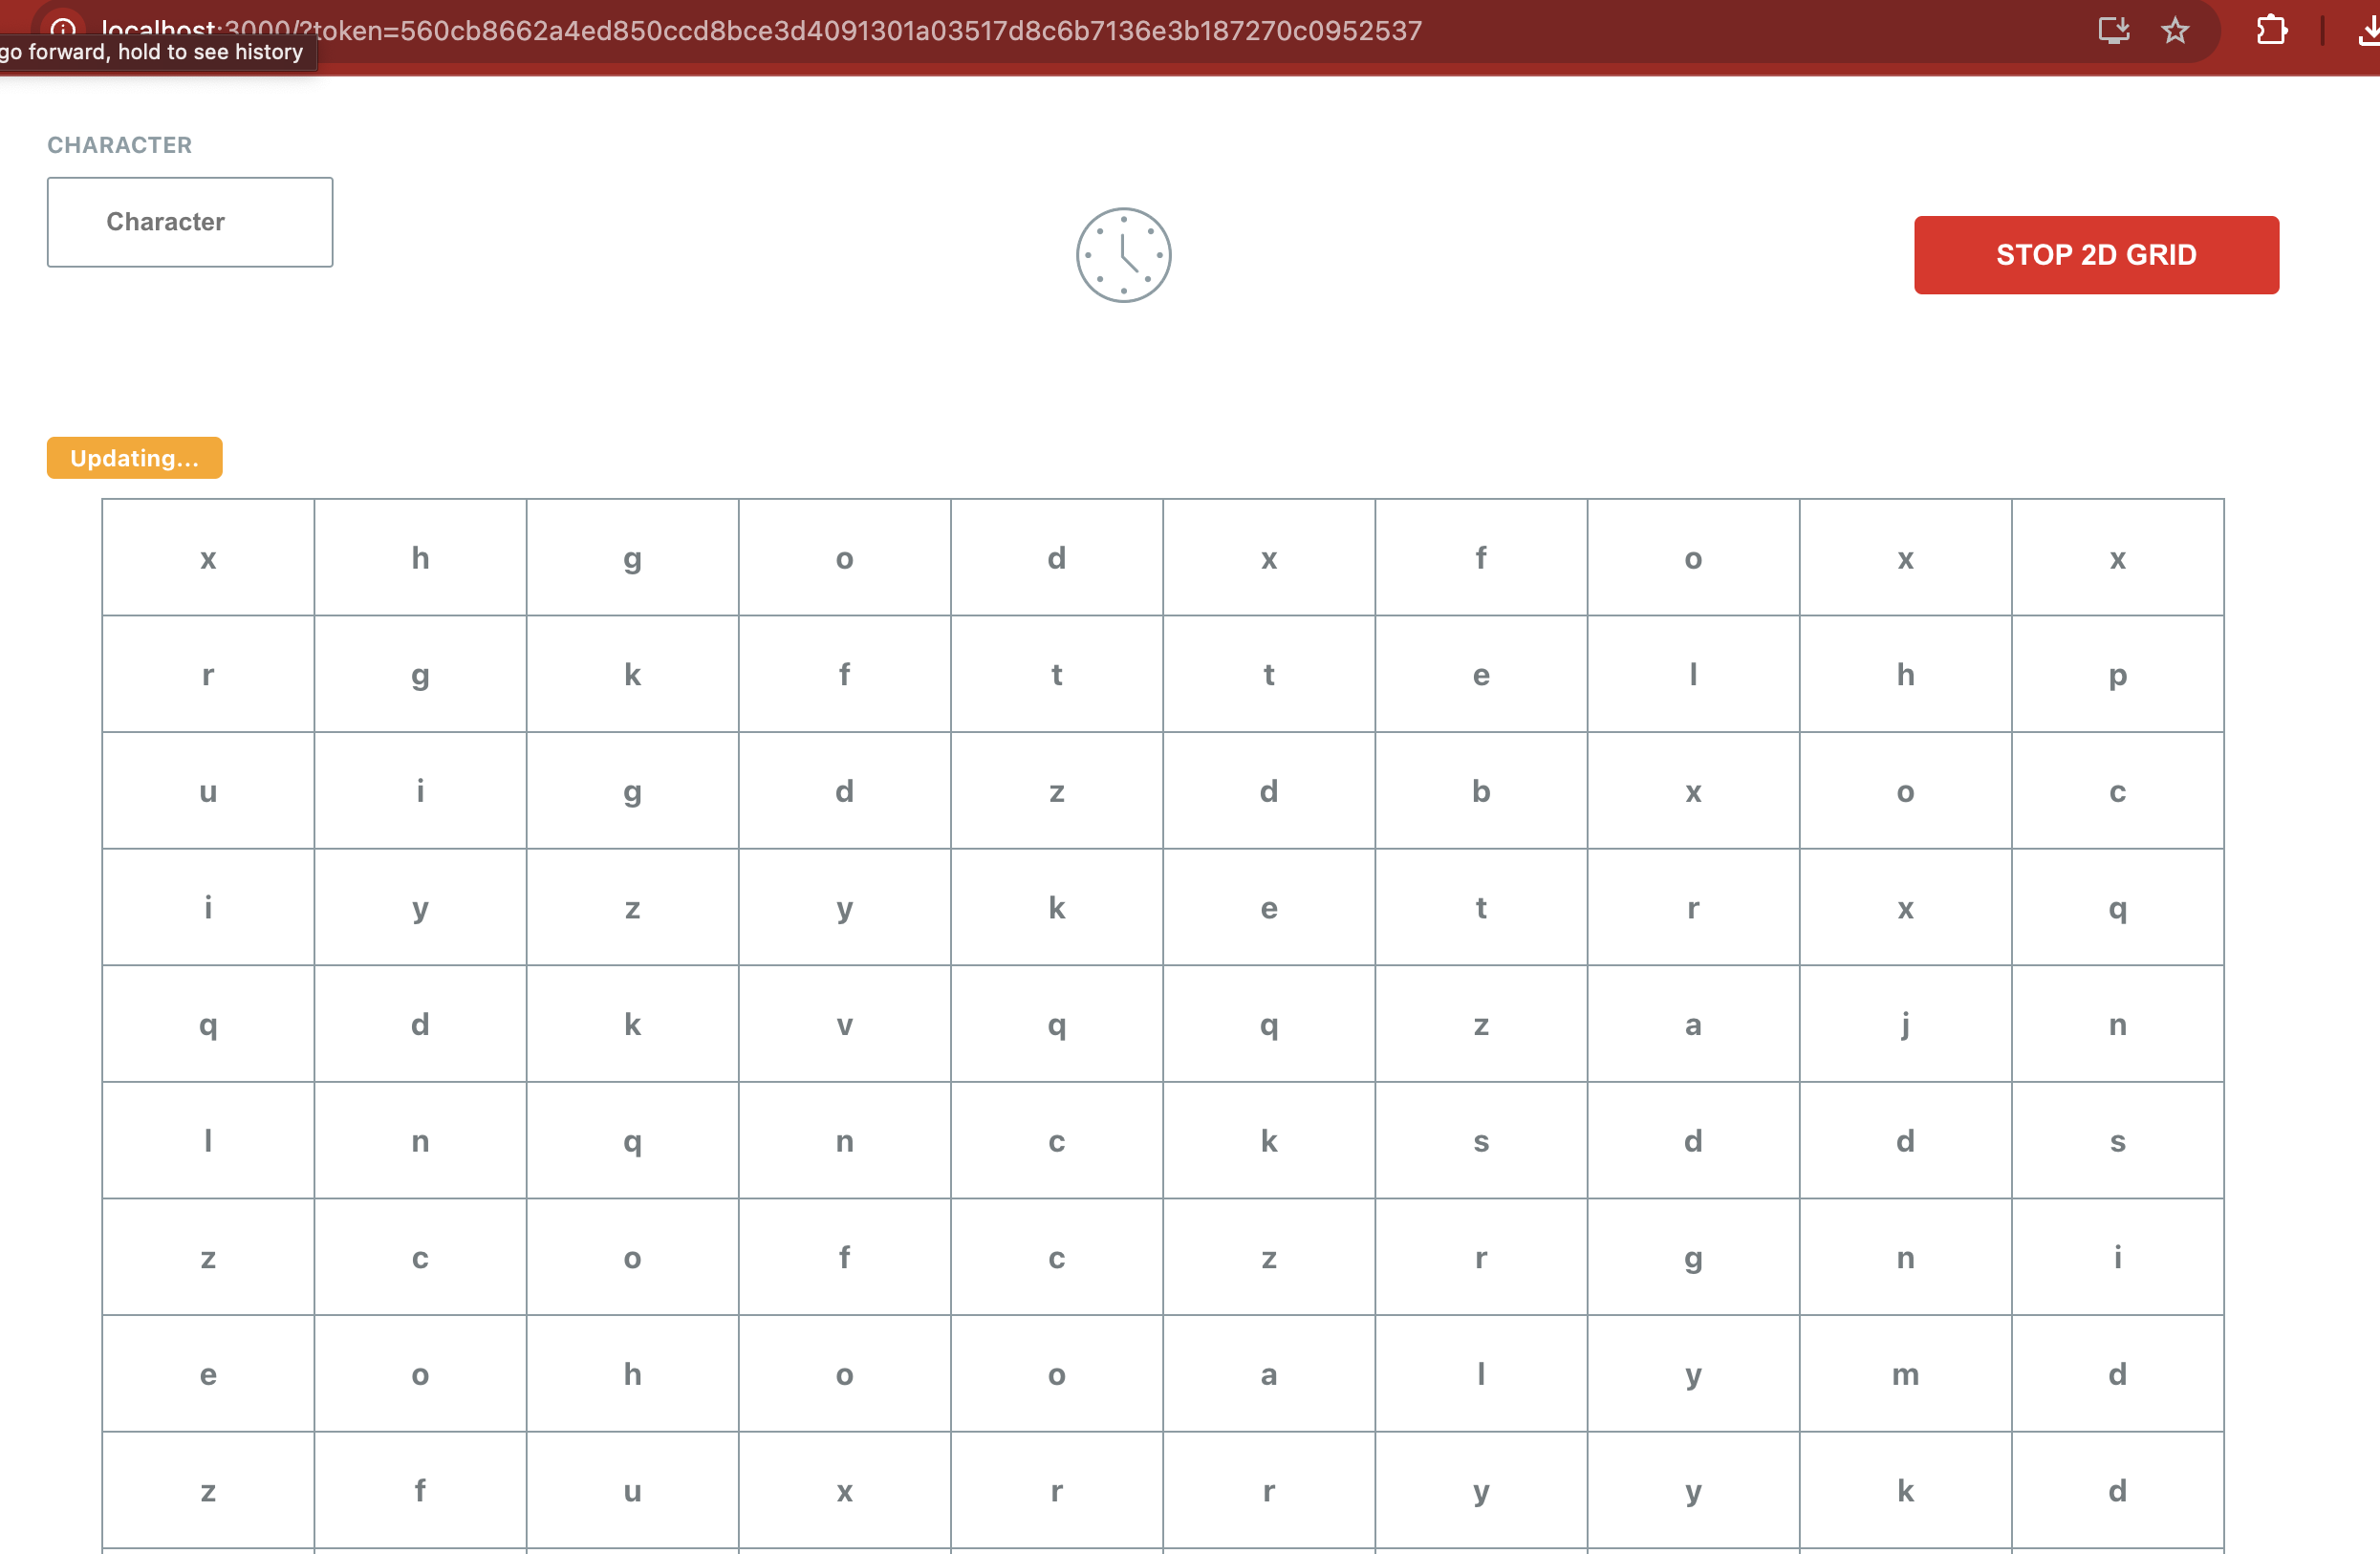 localhost:3000/?token=560cb8662a4ed850ccd8bce3d4091301a03517d8c6b7136e3b187270c0952537
go forward, hold to see history
CHARACTER
Character
STOP 2D GRID
Updating...
x h g o d x f o x x
r g k f t t e l h p
u i g d z d b x o c
i y z y k e t r x q
q d k v q q z a j n
l n q n c k s d d s
z c o f c z r g n i
e o h o o a l y m d
z f u x r r y y k d